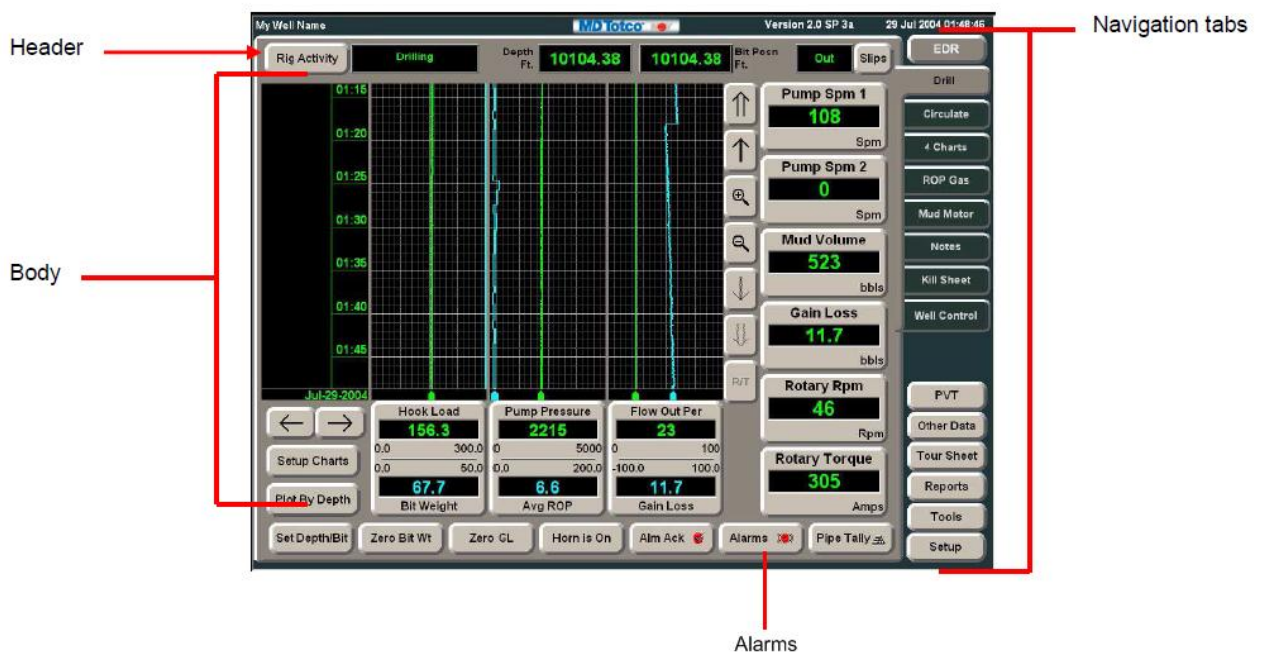 Navigation tabs
Header
Body
Alarms
My Well Name
MD Totco
Version 2.0 SP 3a
29 Jul 2004 01:48:46
Rig Activity
Drilling
Depth Ft.
10104.38
10104.38
Bit Posn Ft.
Out
Slips
EDR
Drill
Circulate
4 Charts
ROP Gas
Mud Motor
Notes
Kill Sheet
Well Control
PVT
Other Data
Tour Sheet
Reports
Tools
Setup
01:15
01:20
01:25
01:30
01:35
01:40
01:45
Jul-29-2004
R/T
Pump Spm 1
108
Spm
Pump Spm 2
0
Spm
Mud Volume
523
bbls
Gain Loss
11.7
bbls
Rotary Rpm
46
Rpm
Rotary Torque
305
Amps
Setup Charts
Plot By Depth
Hook Load
156.3
0.0 300.0
0.0 50.0
67.7
Bit Weight
Pump Pressure
2215
0 5000
0.0 200.0
6.6
Avg ROP
Flow Out Per
23
0 100
-100.0 100.0
11.7
Gain Loss
Set Depth/Bit
Zero Bit Wt
Zero GL
Horn is On
Alm Ack
Alarms
Pipe Tally